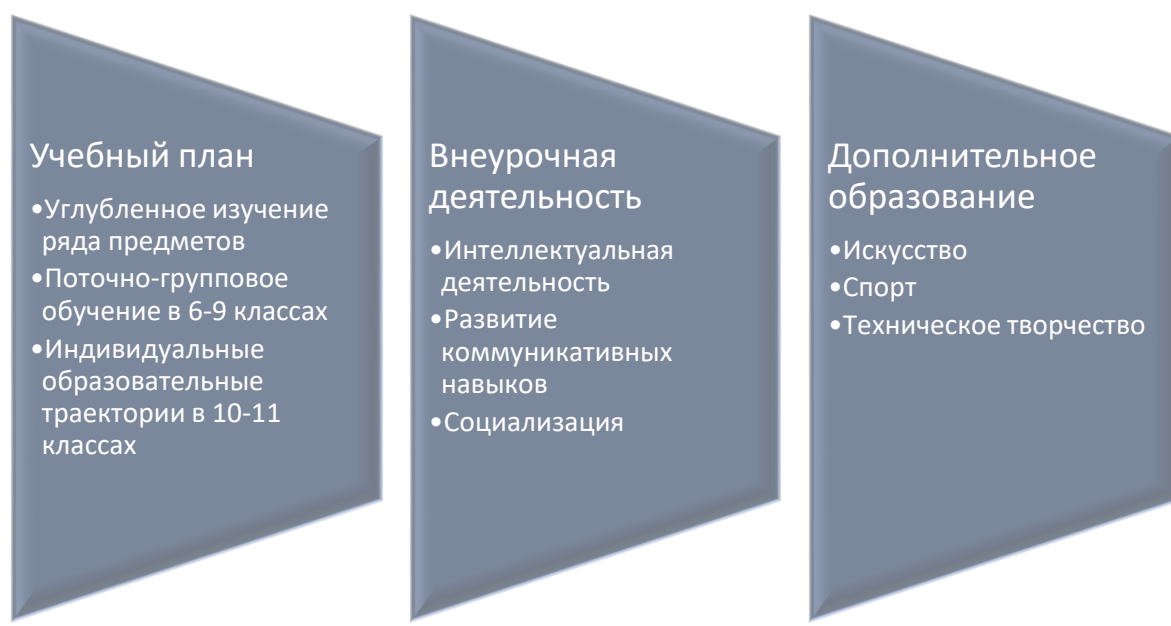 Учебный план
•Углубленное изучение
ряда предметов
•Поточно-групповое
обучение в 6-9 классах
•Индивидуальные
образовательные
траектории в 10-11
классах
Внеурочная
деятельность
•Интеллектуальная
деятельность
•Развитие
коммуникативных
навыков
•Социализация
Дополнительное
образование
•Искусство
•Спорт
•Техническое творчество